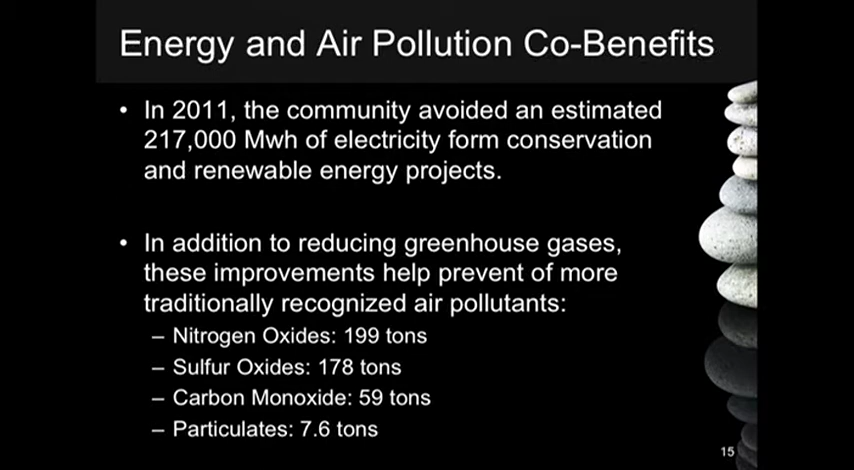 Energy and Air Pollution Co-Benefits
• In 2011, the community avoided an estimated
217,000 Mwh of electricity form conservation
and renewable energy projects.
• In addition to reducing greenhouse gases,
these improvements help prevent of more
traditionally recognized air pollutants:
– Nitrogen Oxides: 199 tons
– Sulfur Oxides: 178 tons
– Carbon Monoxide: 59 tons
– Particulates: 7.6 tons
15